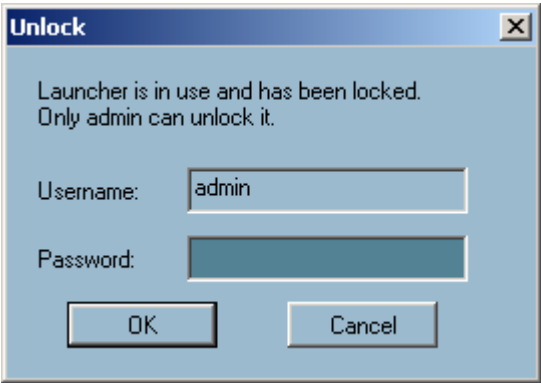 Unlock
Launcher is in use and has been locked.
Only admin can unlock it.
Username: admin
Password:
OK Cancel